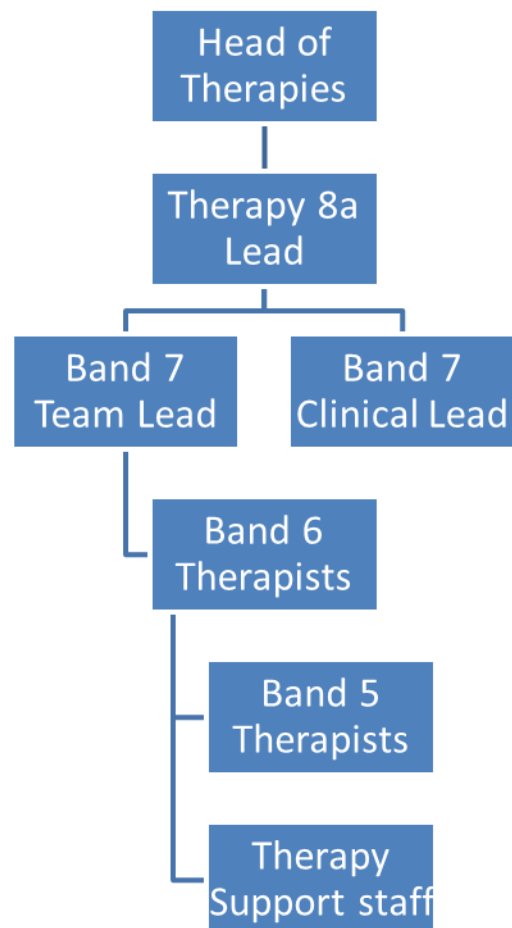 Head of
Therapies
Therapy 8a
Lead
Band 7
Team Lead
Band 7
Clinical Lead
Band 6
Therapists
Band 5
Therapists
Therapy
Support staff